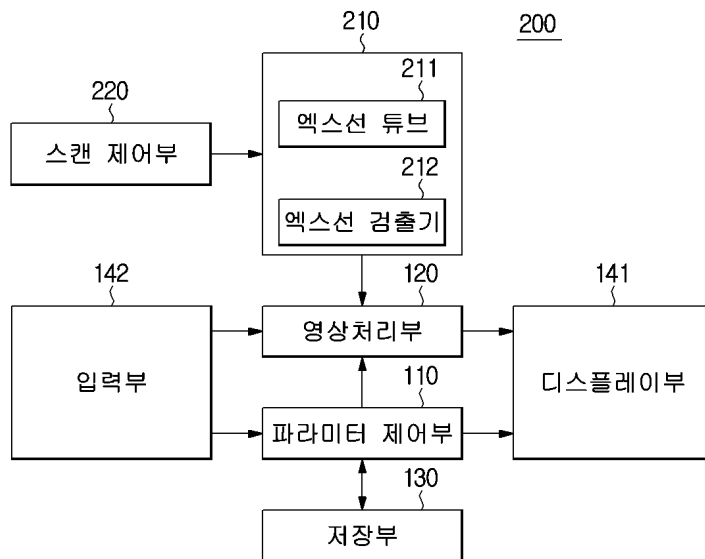 210
200
211
220
엑스선 튜브
스캔 제어부
212
엑스선 검출기
142
120
141
영상처리부
입력부
110
디스플레이부
파라미터 제어부
130
저장부